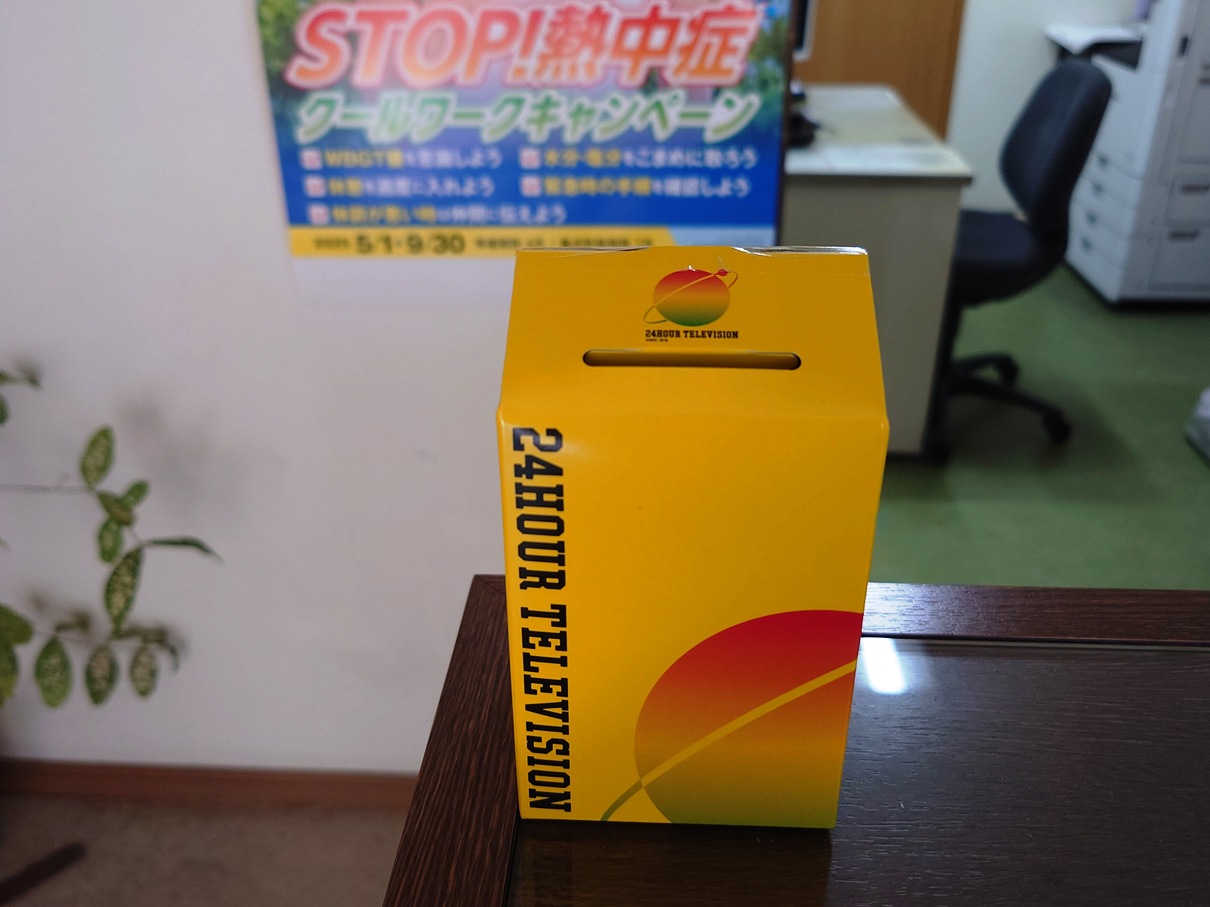 STOP!熱中症
クールワークキャンペーン
WBGT値を把握しよう
水分・塩分をこまめに取ろう
休憩を適度に入れよう
緊急時の手順を確認しよう
体調が悪い時は仲間に伝えよう
5/1 9/30
24HOUR TELEVISION
24HOUR TELEVISION